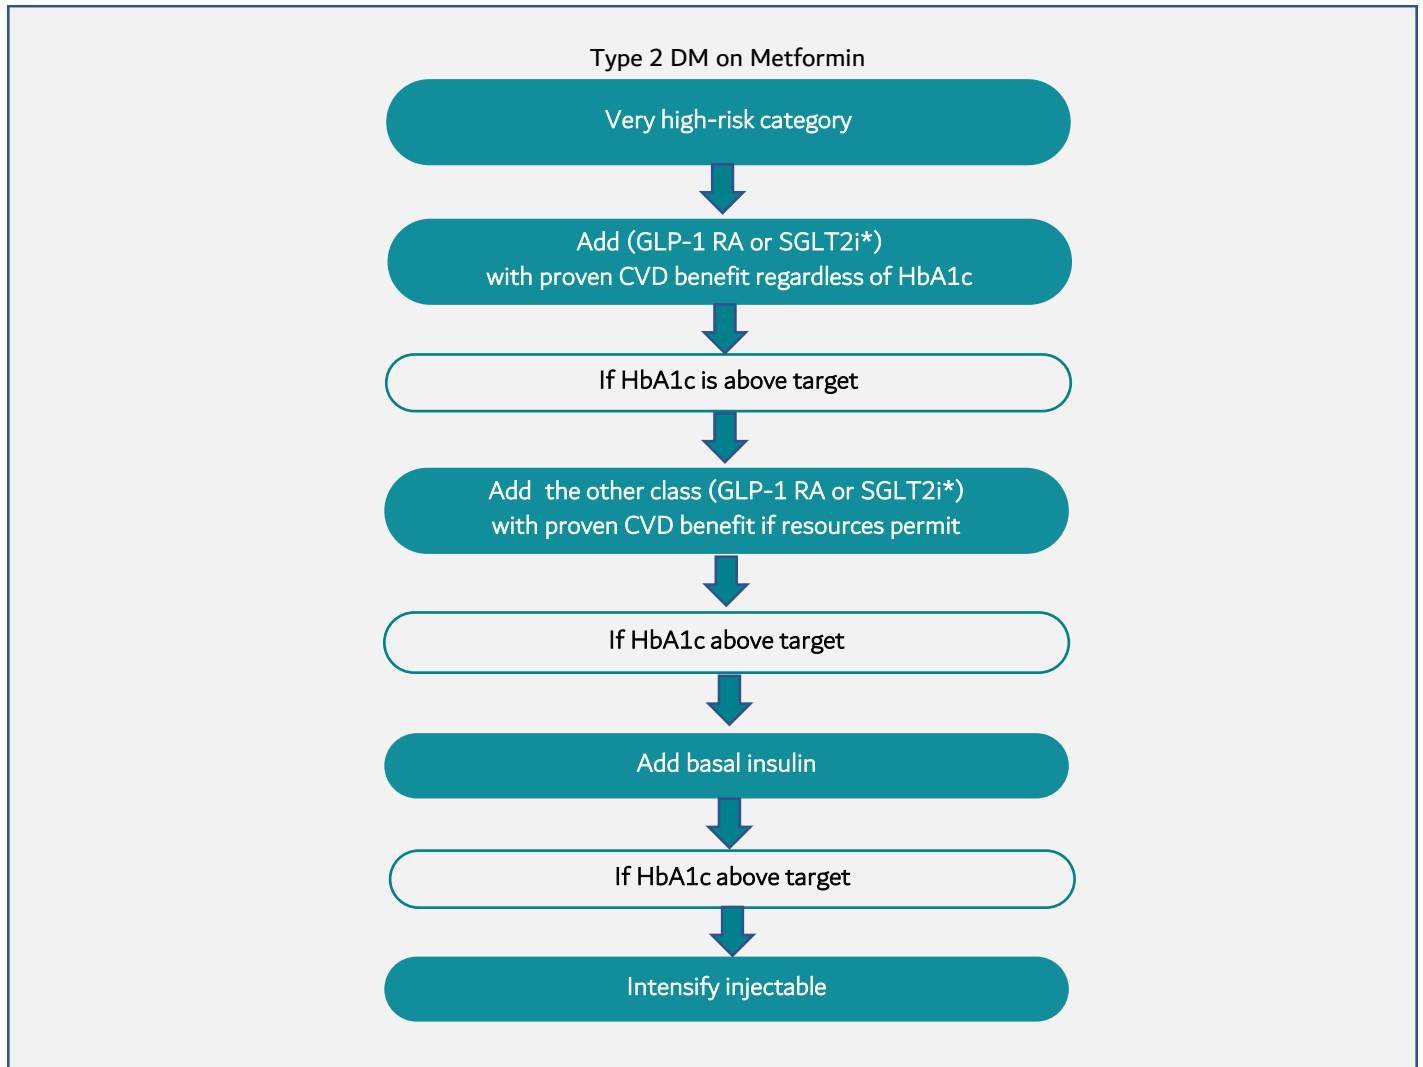 Type 2 DM on Metformin
Very high-risk category
Add (GLP-1 RA or SGLT2i*)
with proven CVD benefit regardless of HbA1c
If HbA1c is above target
Add  the other class (GLP-1 RA or SGLT2i*)
with proven CVD benefit if resources permit
If HbA1c above target
Add basal insulin
If HbA1c above target
Intensify injectable